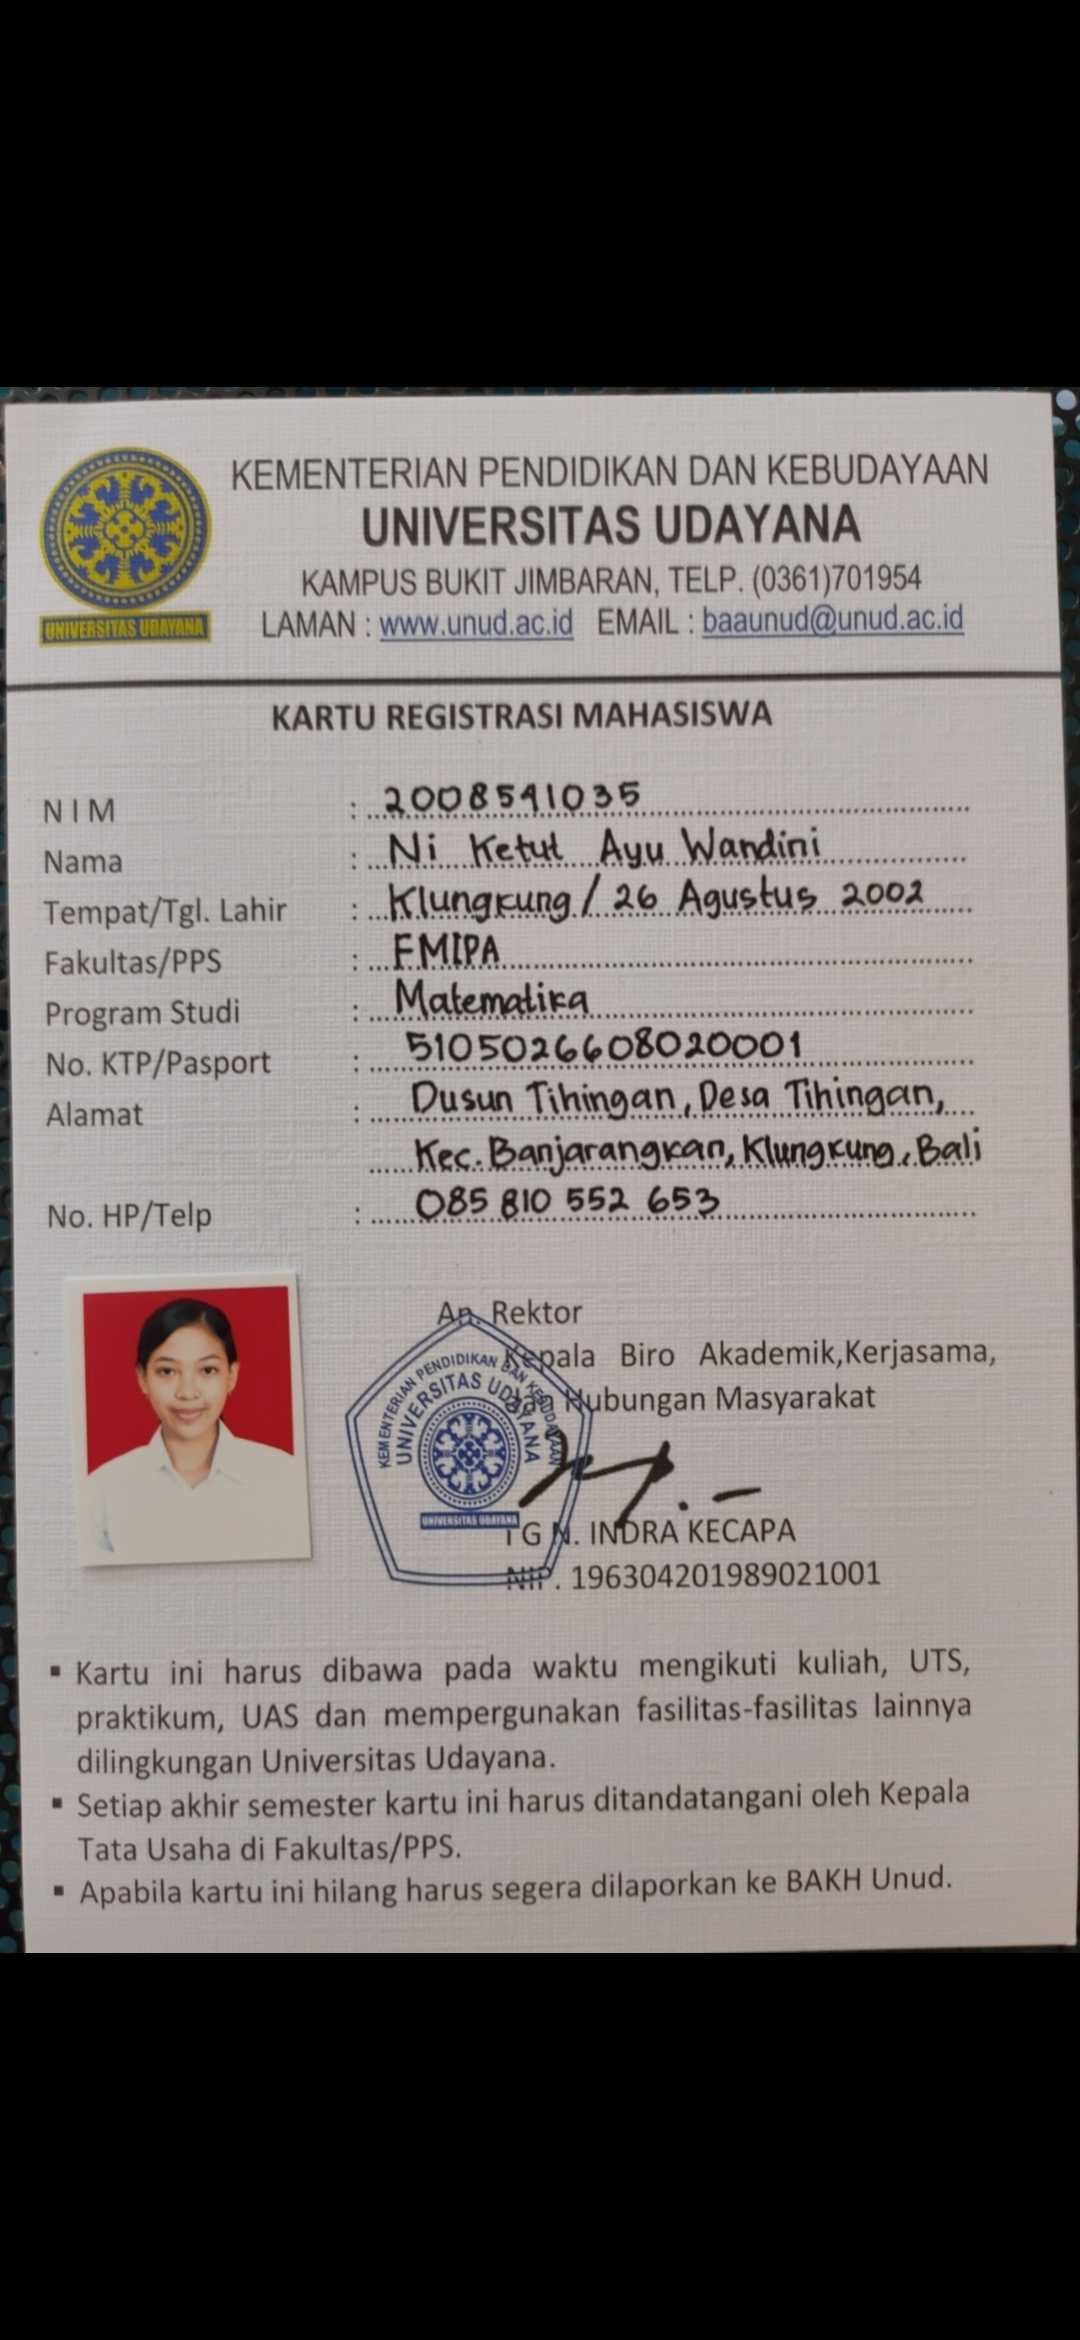 KEMENTERIAN PENDIDIKAN DAN KEBUDAYAAN
UNIVERSITAS UDAYANA
KAMPUS BUKIT JIMBARAN, TELP. (0361)701954
LAMAN : www.unud.ac.id EMAIL : baaunud@unud.ac.id
UNIVERSITAS UDAYANA
KARTU REGISTRASI MAHASISWA
N I M : 2008541035
Nama : Ni Ketut Ayu Wandini
Tempat/Tgl. Lahir : Klungkung / 26 Agustus 2002
Fakultas/PPS : FMIPA
Program Studi : Matematika
No. KTP/Pasport : 5105026608020001
Alamat : Dusun Tihingan, Desa Tihingan,
Kec. Banjarangkan, Klungkung, Bali
No. HP/Telp : 085 810 552 653
An. Rektor
Kepala Biro Akademik,Kerjasama,
dan Hubungan Masyarakat
KEMENTERIAN PENDIDIKAN DAN KEBUDAYAAN
UNIVERSITAS UDAYANA
UNIVERSITAS UDAYANA
N. INDRA KECAPA
NIP. 196304201989021001
▪ Kartu ini harus dibawa pada waktu mengikuti kuliah, UTS,
praktikum, UAS dan mempergunakan fasilitas-fasilitas lainnya
dilingkungan Universitas Udayana.
▪ Setiap akhir semester kartu ini harus ditandatangani oleh Kepala
Tata Usaha di Fakultas/PPS.
▪ Apabila kartu ini hilang harus segera dilaporkan ke BAKH Unud.